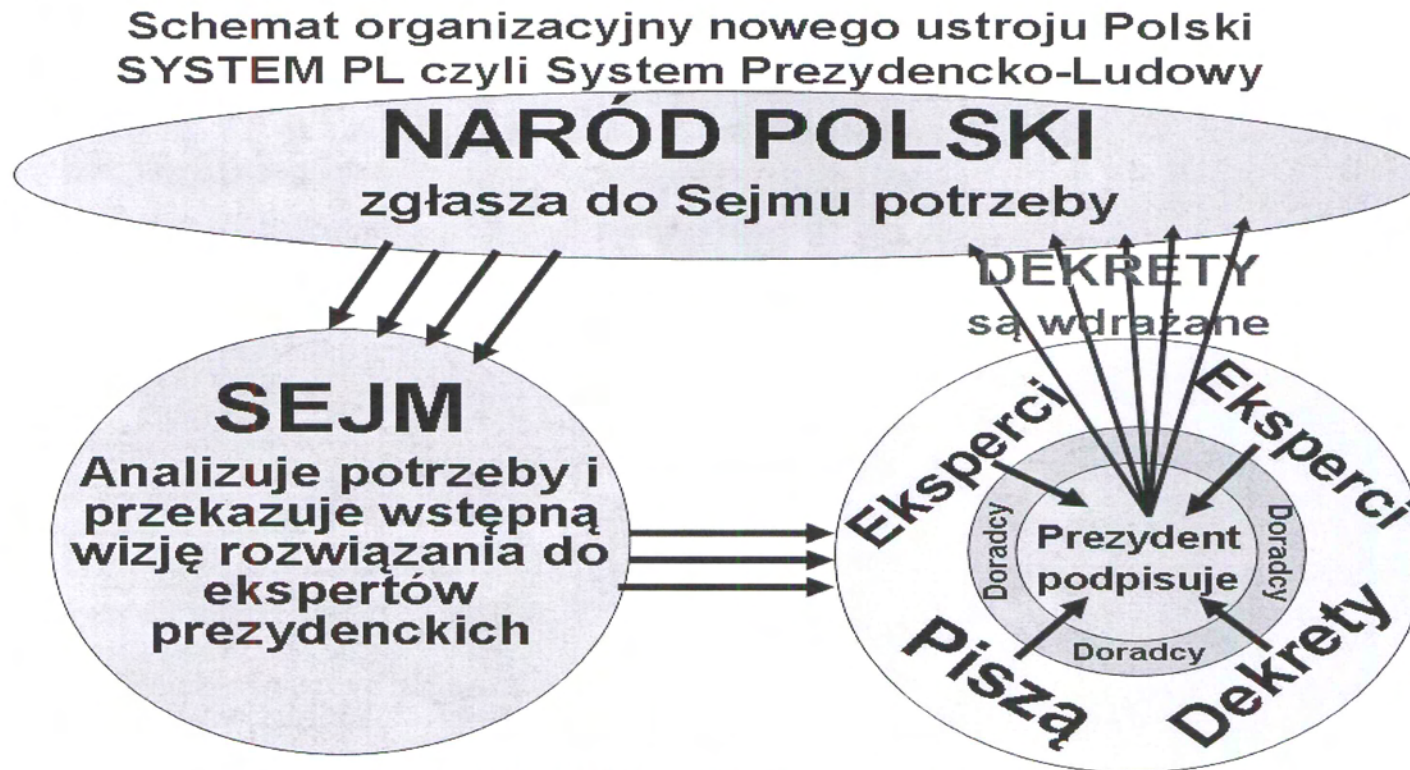 Schemat organizacyjny nowego ustroju Polski
SYSTEM PL czyli System Prezydencko-Ludowy
NARÓD POLSKI
zgłasza do Sejmu potrzeby
DEKRETY
są wdrażane
SEJM
Analizuje potrzeby i
przekazuje wstępną
wizję rozwiązania do
ekspertów
prezydenckich
Eksperci
Eksperci
Doradcy
Prezydent
podpisuje
Doradcy
Doradcy
Piszą
Dekrety